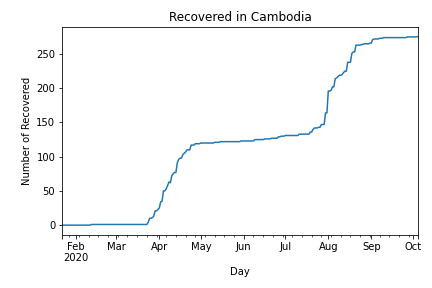 Recovered in Cambodia
Number of Recovered
250
200
150
100
50
0
Feb Mar Apr May Jun Jul Aug Sep Oct
2020
Day